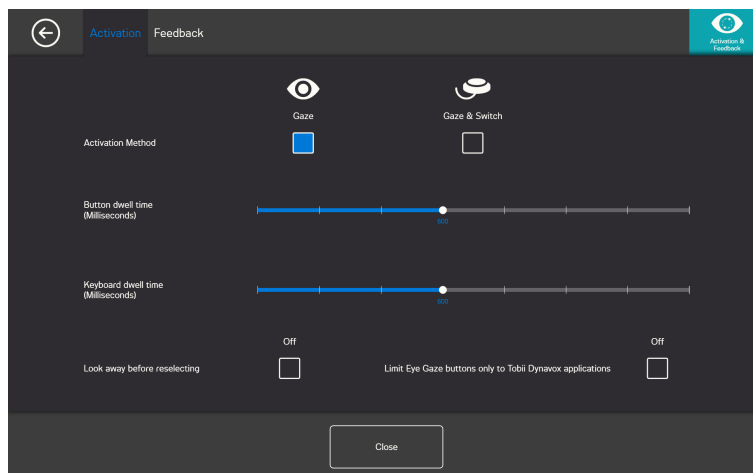 Activation Feedback
Activation &
Feedback
Gaze Gaze & Switch
Activation Method
Button dwell time
(Milliseconds)
600
Keyboard dwell time
(Milliseconds)
600
Off Off
Look away before reselecting Limit Eye Gaze buttons only to Tobii Dynavox applications
Close